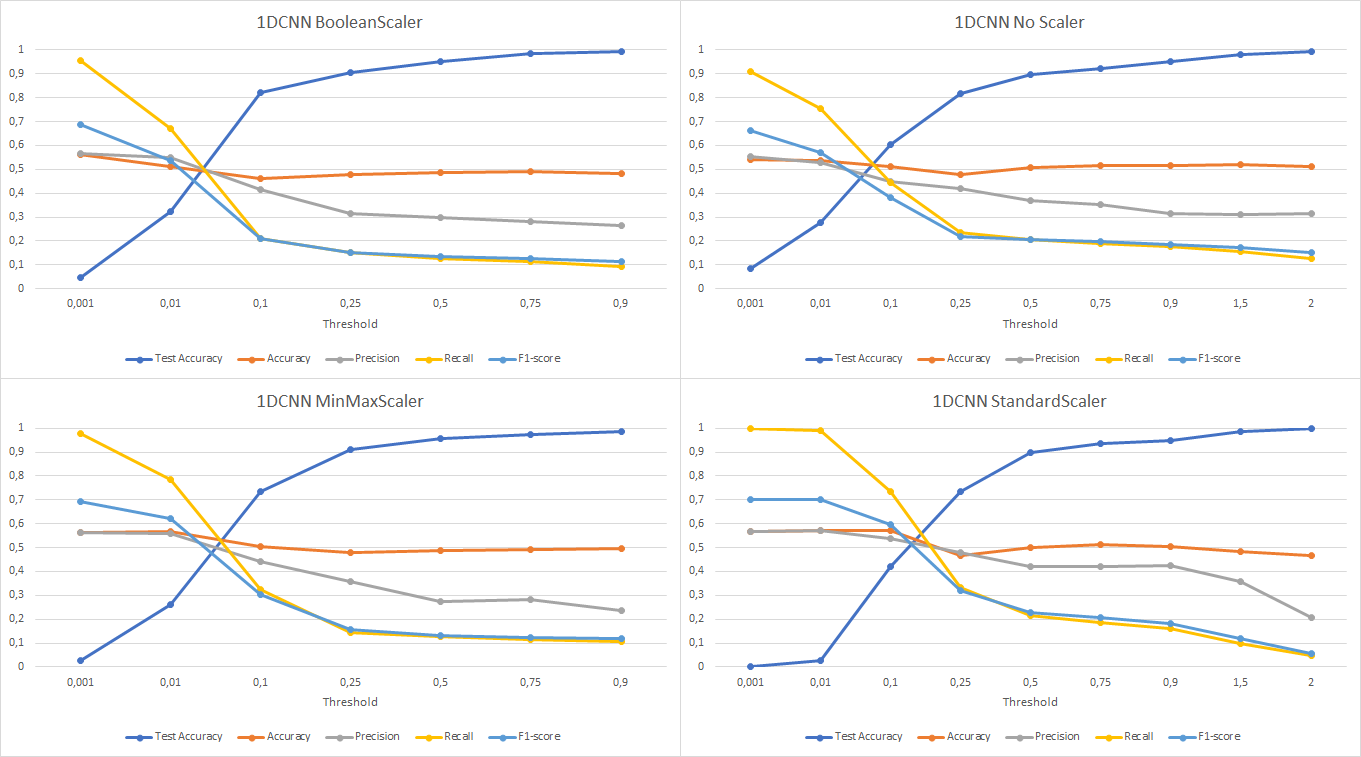 1DCNN BooleanScaler
1
0,9
0,8
0,7
0,6
0,5
0,4
0,3
0,2
0,1
0
0,001 0,01 0,1 0,25 0,5 0,75 0,9
Threshold
Test Accuracy Accuracy Precision Recall F1-score
1DCNN No Scaler
1
0,9
0,8
0,7
0,6
0,5
0,4
0,3
0,2
0,1
0
0,001 0,01 0,1 0,25 0,5 0,75 0,9 1,5 2
Threshold
Test Accuracy Accuracy Precision Recall F1-score
1DCNN MinMaxScaler
1
0,9
0,8
0,7
0,6
0,5
0,4
0,3
0,2
0,1
0
0,001 0,01 0,1 0,25 0,5 0,75 0,9
Threshold
Test Accuracy Accuracy Precision Recall F1-score
1DCNN StandardScaler
1
0,9
0,8
0,7
0,6
0,5
0,4
0,3
0,2
0,1
0
0,001 0,01 0,1 0,25 0,5 0,75 0,9 1,5 2
Threshold
Test Accuracy Accuracy Precision Recall F1-score